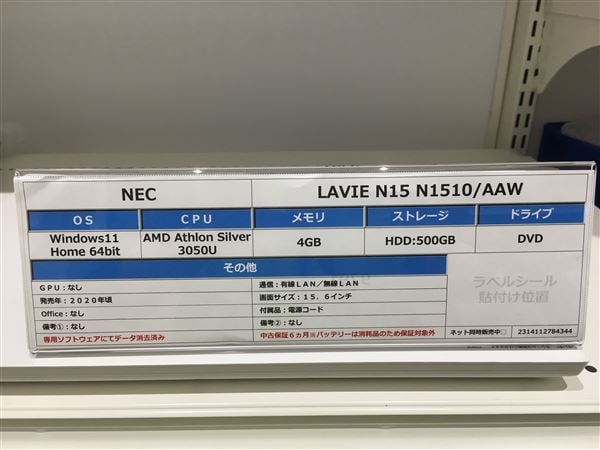 NEC
LAVIE N15 N1510/AAW
OS
CPU
メモリ
ストレージ
ドライブ
Windows11
Home 64bit
AMD Athlon Silver
3050U
4GB
HDD:500GB
DVD
その他
GPU：なし
発売年：2020年頃
Office：なし
備考①：なし
専用ソフトウェアにてデータ消去済み
通信：有線LAN／無線LAN
画面サイズ：15．6インチ
付属品：電源コード
備考②：なし
中古保証6ヵ月※バッテリーは消耗品のため保証対象外
ラベルシール
貼付け位置
ネット同時販売中□
2314112784344